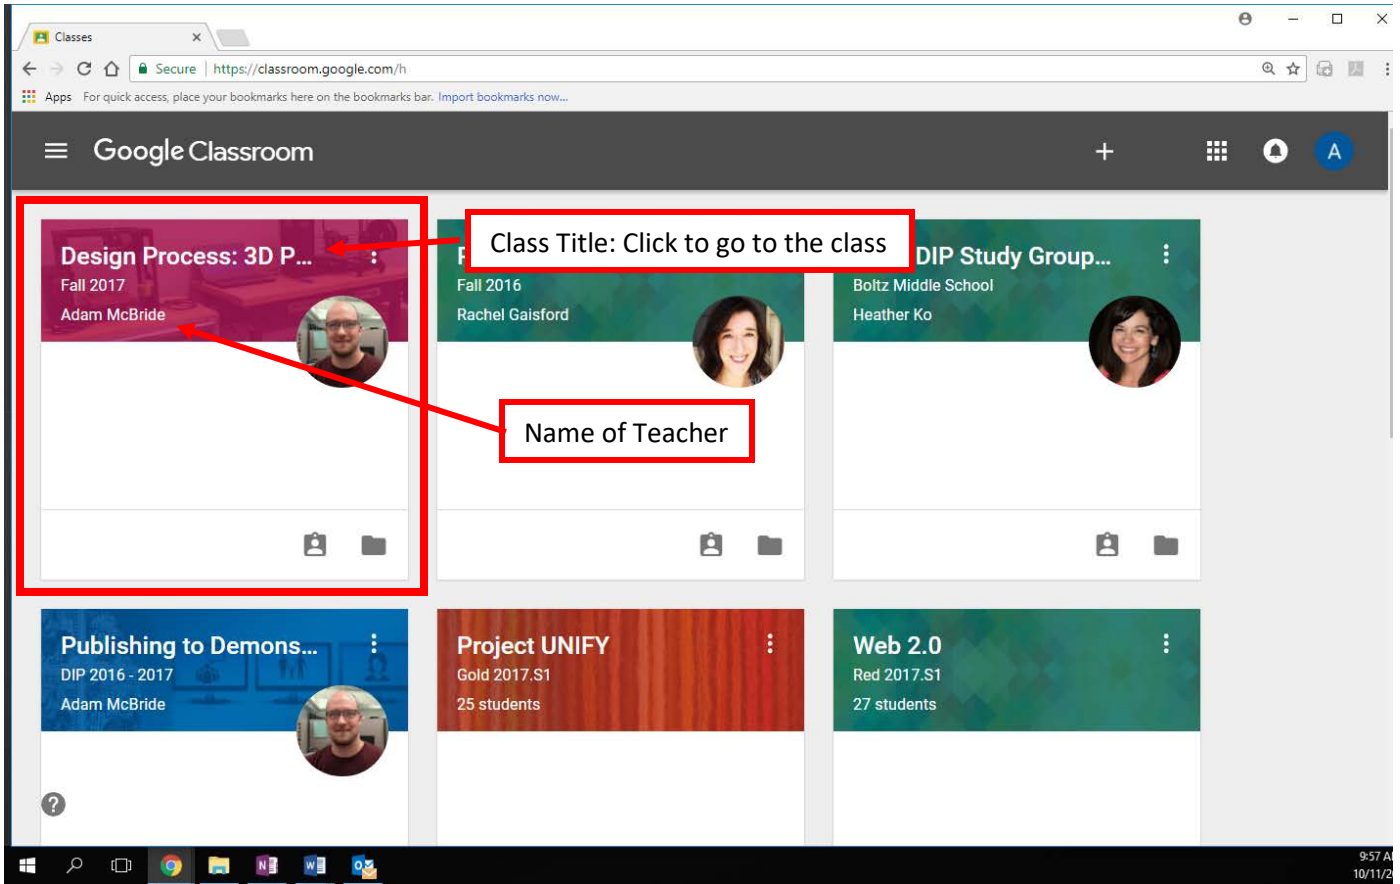 Classes
Secure | https://classroom.google.com/h
Apps For quick access, place your bookmarks here on the bookmarks bar. Import bookmarks now...
Google Classroom
A
Class Title: Click to go to the class
Design Process: 3D P...
Fall 2017
Adam McBride
Fall 2016
Rachel Gaisford
DIP Study Group...
Boltz Middle School
Heather Ko
Name of Teacher
Publishing to Demons...
DIP 2016 - 2017
Adam McBride
Project UNIFY
Gold 2017.S1
25 students
Web 2.0
Red 2017.S1
27 students
9:57 A
10/11/2